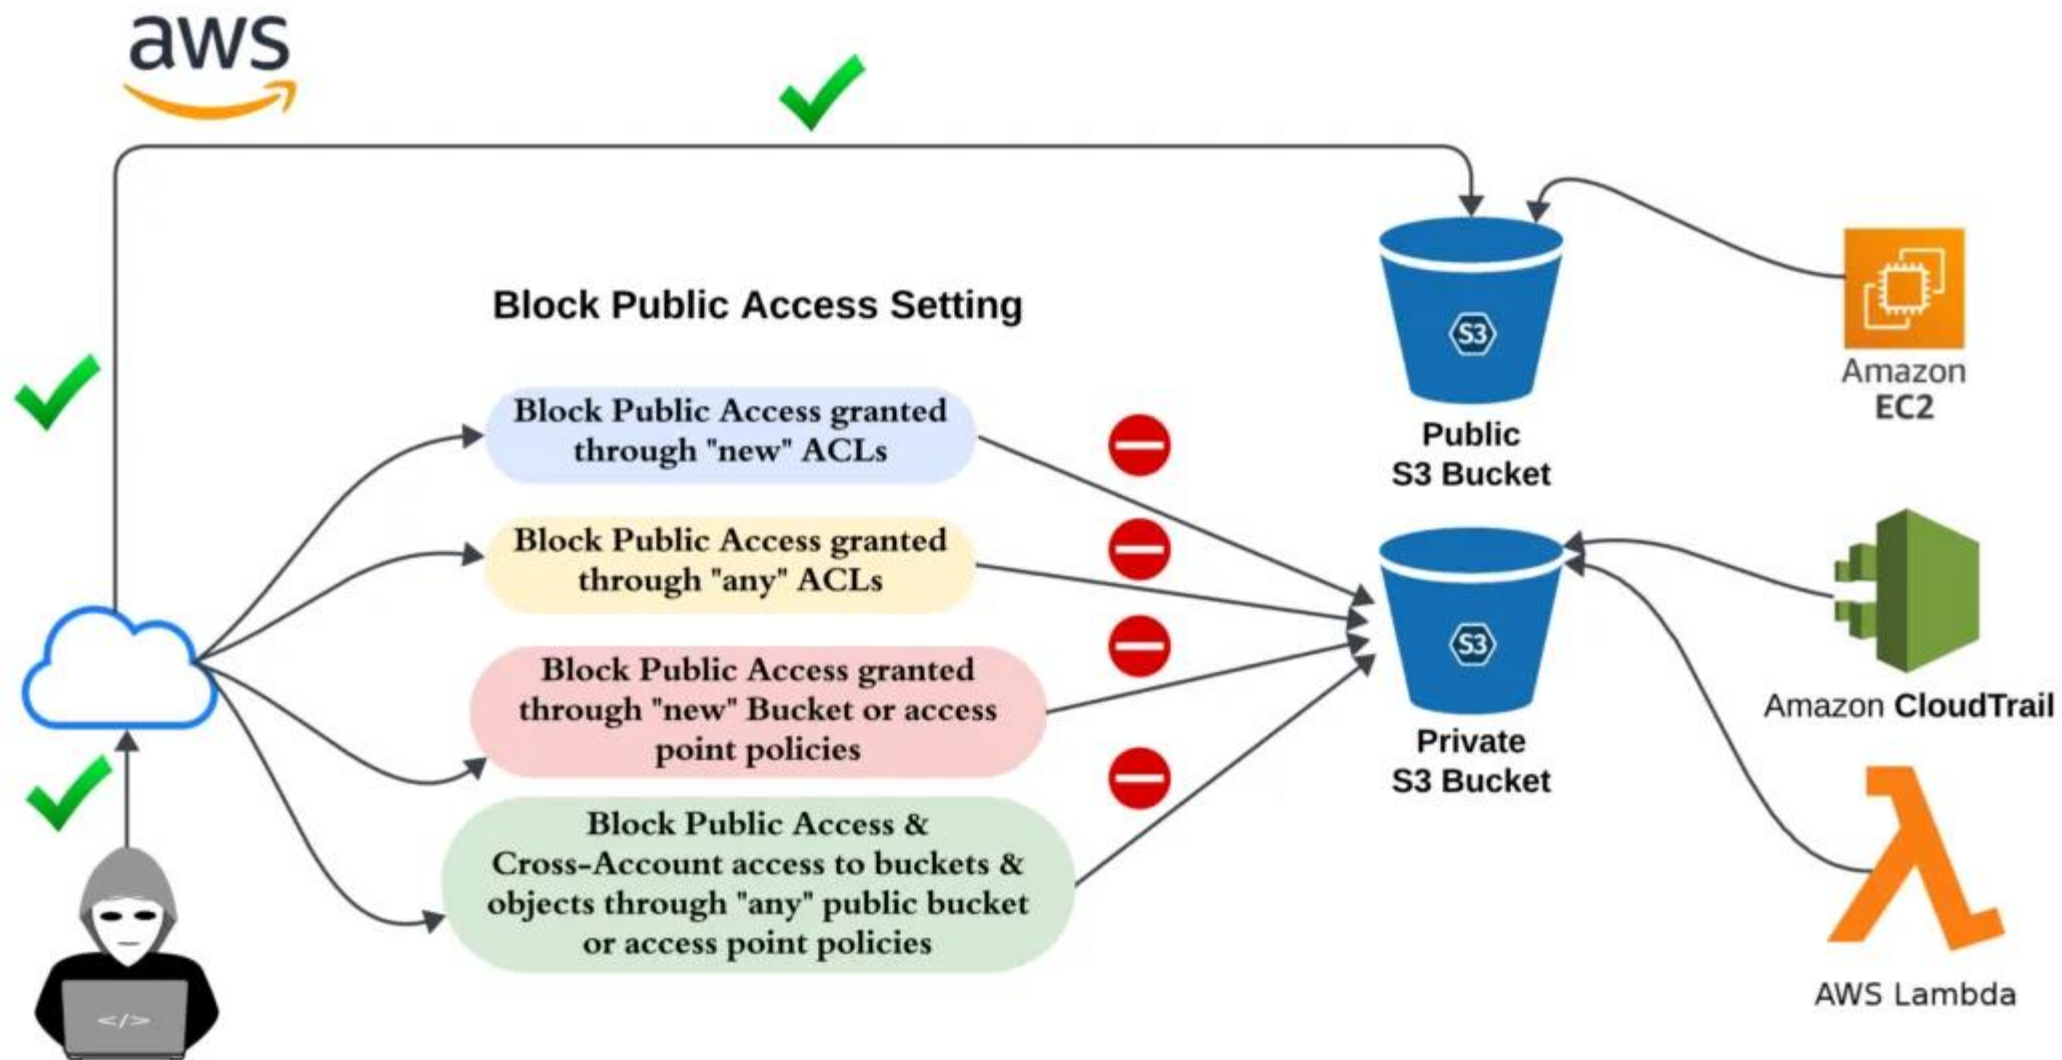 aws
Block Public Access Setting
Block Public Access granted
through "new" ACLs
Block Public Access granted
through "any" ACLs
Block Public Access granted
through "new" Bucket or access
point policies
Block Public Access &
Cross-Account access to buckets &
objects through "any" public bucket
or access point policies
</>
S3
Public
S3 Bucket
S3
Private
S3 Bucket
Amazon
EC2
Amazon CloudTrail
AWS Lambda